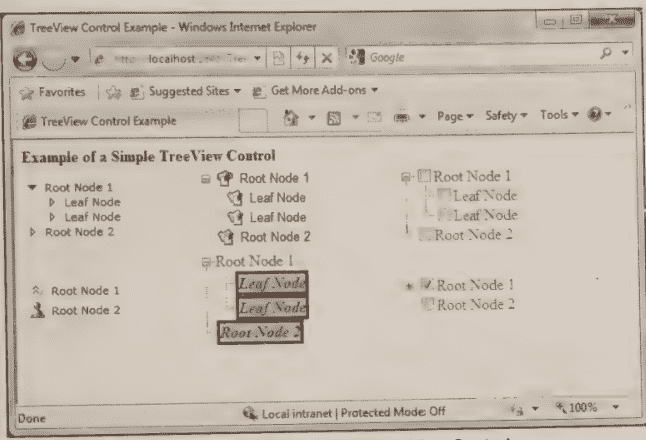 TreeView Control Example - Windows Internet Explorer
localhost
Google
Favorites
Suggested Sites
Get More Add-ons
TreeView Control Example
Page
Safety
Tools
Example of a Simple TreeView Control
Root Node 1
Leaf Node
Leaf Node
Root Node 2
Root Node 1
Leaf Node
Leaf Node
Root Node 2
Root Node 1
Leaf Node
Leaf Node
Root Node 2
Root Node 1
Root Node 2
Root Node 1
Leaf Node
Leaf Node
Root Node 2
Root Node 1
Root Node 2
Done
Local intranet | Protected Mode: Off
100%